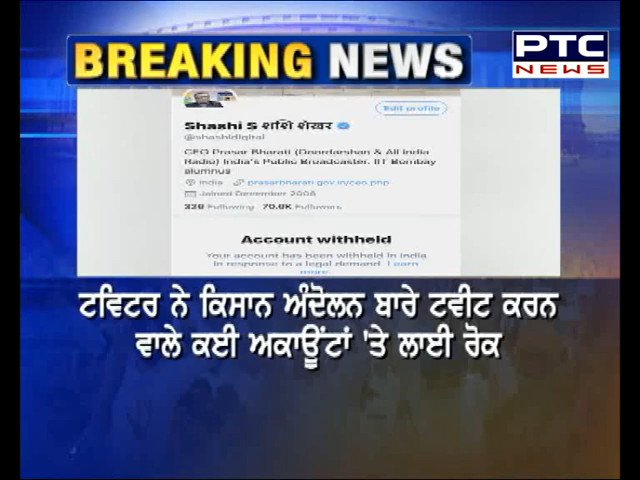 BREAKING NEWS
PTC
NEWS
Edit profile
Shashi S शशि शेखर
@shashidigital
CEO Prasar Bharati (Doordarshan & All India
Radio) India's Public Broadcaster. IIT Bombay
alumnus
India prasarbharati.gov.in/ceo.php
Joined December 2008
328 Following 70.6K Followers
Account withheld
Your account has been withheld in India
in response to a legal demand. Learn
more.
ਟਵਿਟਰ ਨੇ ਕਿਸਾਨ ਅੰਦੋਲਨ ਬਾਰੇ ਟਵੀਟ ਕਰਨ
ਵਾਲੇ ਕਈ ਅਕਾਊਂਟਾਂ 'ਤੇ ਲਾਈ ਰੋਕ